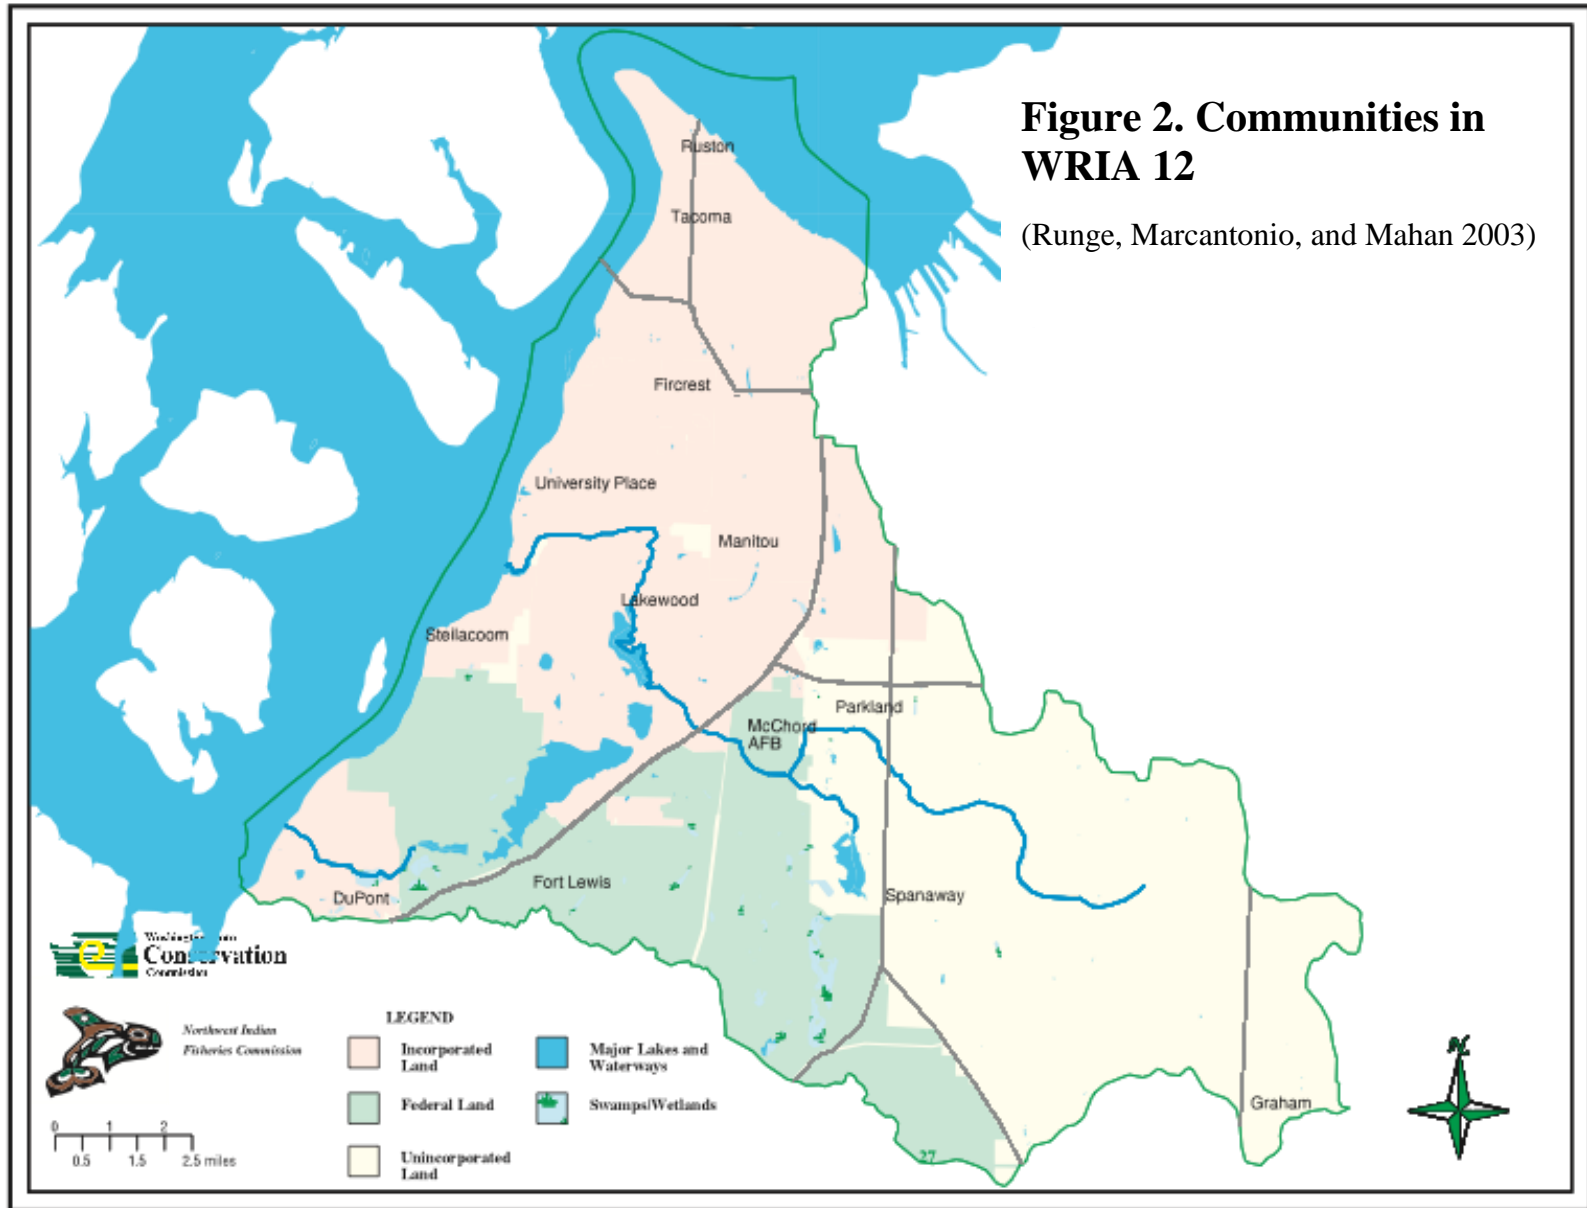 Figure 2. Communities in
WRIA 12
(Runge, Marcantonio, and Mahan 2003)
Ruston
Tacoma
Fircrest
University Place
Manitou
Lakewood
Steilacoom
Parkland
McChord
AFB
Fort Lewis
DuPont
Spanaway
Graham
27
Conservation
Commission
Northwest Indian
Fisheries Commission
LEGEND
Incorporated
Land
Federal Land
Unincorporated
Land
Major Lakes and
Waterways
Swamps/Wetlands
0 1 2
0.5 1.5 2.5 miles